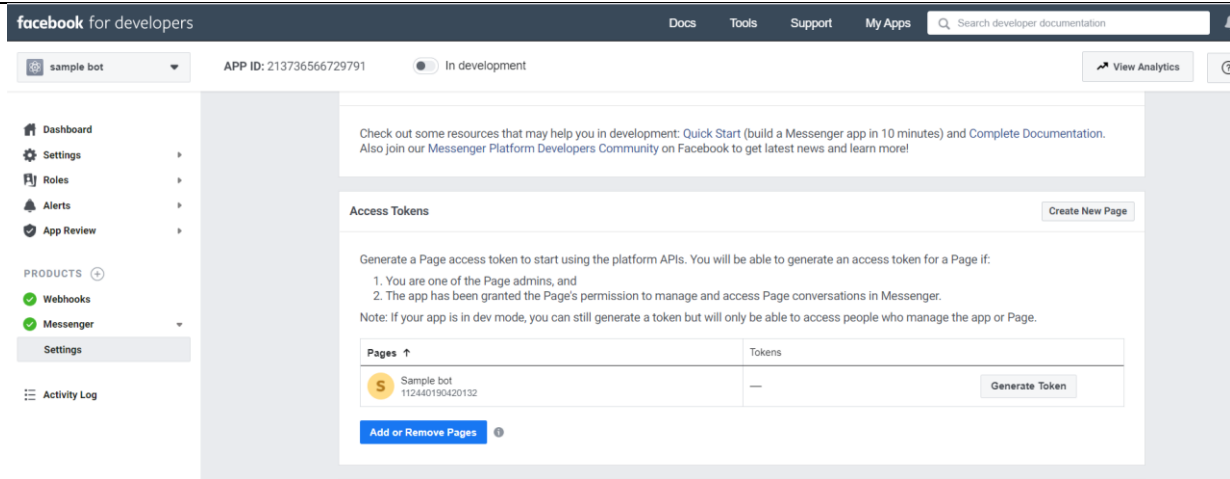 facebook for developers
Docs Tools Support My Apps Search developer documentation
sample bot APP ID: 213736566729791 In development View Analytics
Dashboard
Settings
Roles
Alerts
App Review
PRODUCTS
Webhooks
Messenger
Settings
Activity Log
Check out some resources that may help you in development: Quick Start (build a Messenger app in 10 minutes) and Complete Documentation.
Also join our Messenger Platform Developers Community on Facebook to get latest news and learn more!
Access Tokens Create New Page
Generate a Page access token to start using the platform APIs. You will be able to generate an access token for a Page if:
1. You are one of the Page admins, and
2. The app has been granted the Page's permission to manage and access Page conversations in Messenger.
Note: If your app is in dev mode, you can still generate a token but will only be able to access people who manage the app or Page.
Pages ↑ Tokens
S Sample bot — Generate Token
112440190420132
Add or Remove Pages